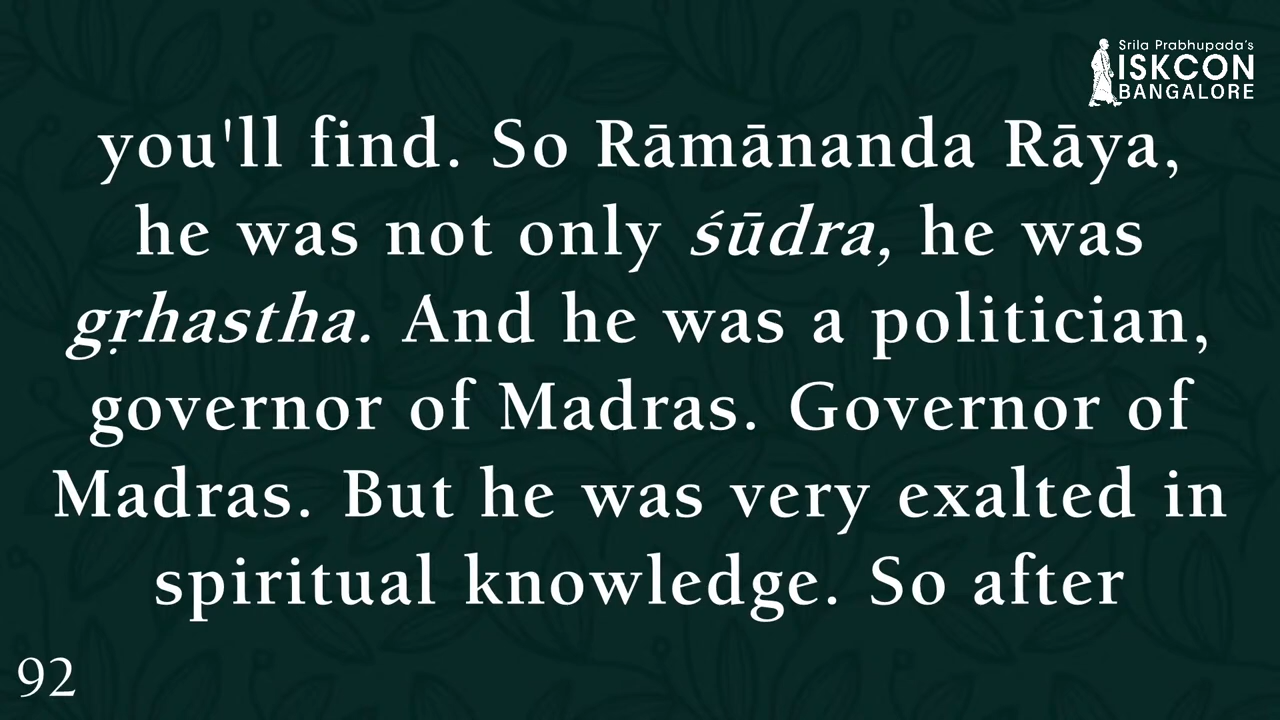 Srila Prabhupada's
ISKCON
BANGALORE
you'll find. So Rāmānanda Rāya,
he was not only śūdra, he was
gṛhastha. And he was a politician,
governor of Madras. Governor of
Madras. But he was very exalted in
spiritual knowledge. So after
92